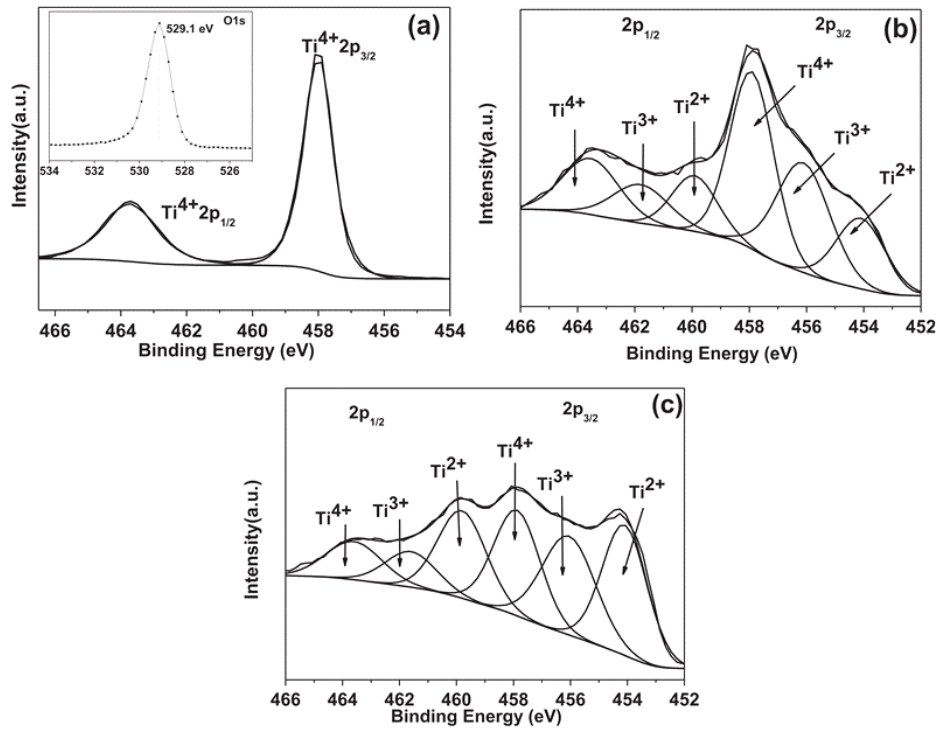 (a)
O1s
529.1 eV
534 532 530 528 526
Ti4+2p3/2
Ti4+2p1/2
Intensity(a.u.)
466 464 462 460 458 456 454
Binding Energy (eV)
(b)
2p1/2 2p3/2
Ti4+
Ti4+
Ti3+
Ti2+
Ti3+
Ti2+
Intensity(a.u.)
466 464 462 460 458 456 454 452
Binding Energy (eV)
(c)
2p1/2 2p3/2
Ti4+
Ti3+
Ti2+
Ti4+
Ti3+
Ti2+
Intensity(a.u.)
466 464 462 460 458 456 454 452
Binding Energy (eV)